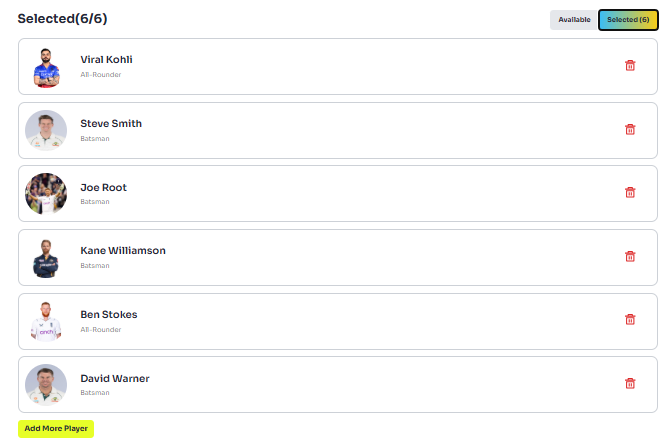 Selected(6/6)
Available
Selected (6)
Viral Kohli
All-Rounder
Steve Smith
Batsman
Joe Root
Batsman
Kane Williamson
Batsman
Ben Stokes
All-Rounder
David Warner
Batsman
Add More Player